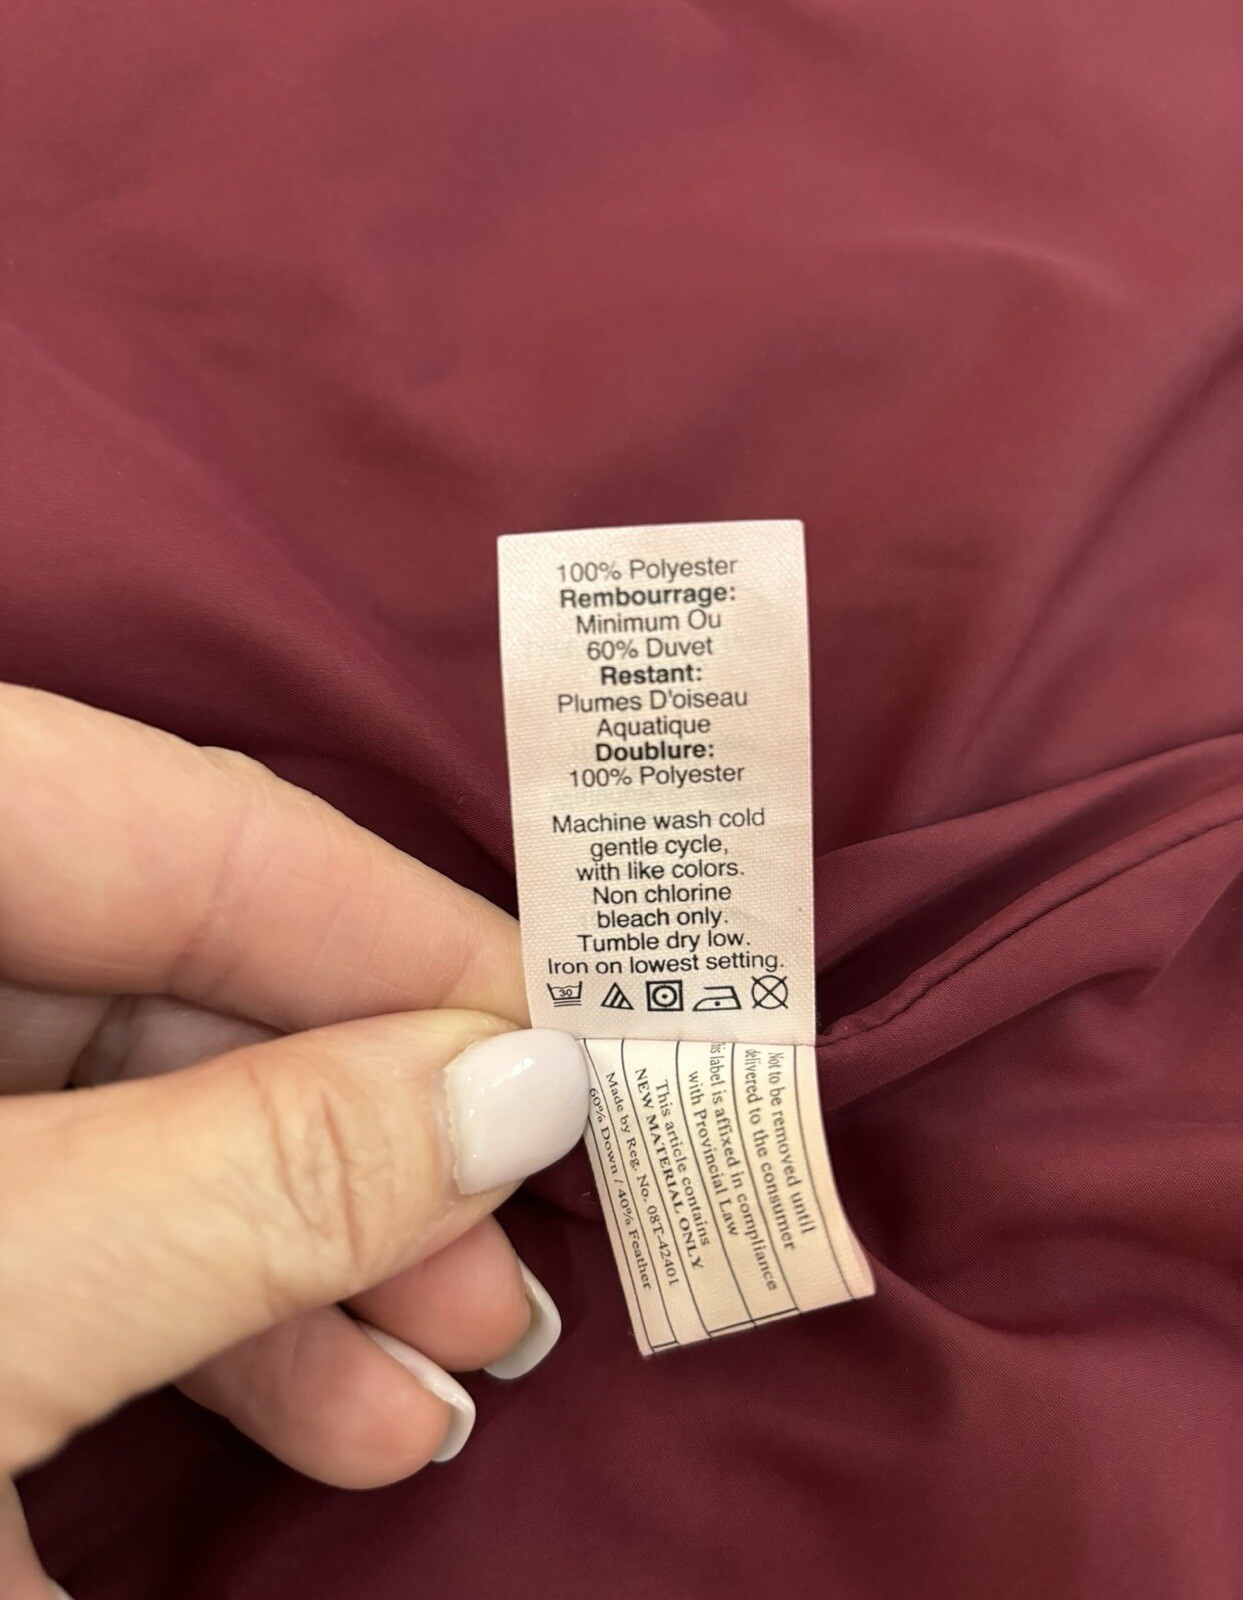 100% Polyester
Rembourrage:
Minimum Ou
60% Duvet
Restant:
Plumes D'oiseau
Aquatique
Doublure:
100% Polyester
Machine wash cold
gentle cycle,
with like colors.
Non chlorine
bleach only.
Tumble dry low.
Iron on lowest setting.
30
Not to be removed until
delivered to the consumer
label is affixed in compliance
with Provincial Law
This article contains
NEW MATERIAL ONLY
Made by Reg. No. 08T-42401
60% Down / 40% Feather